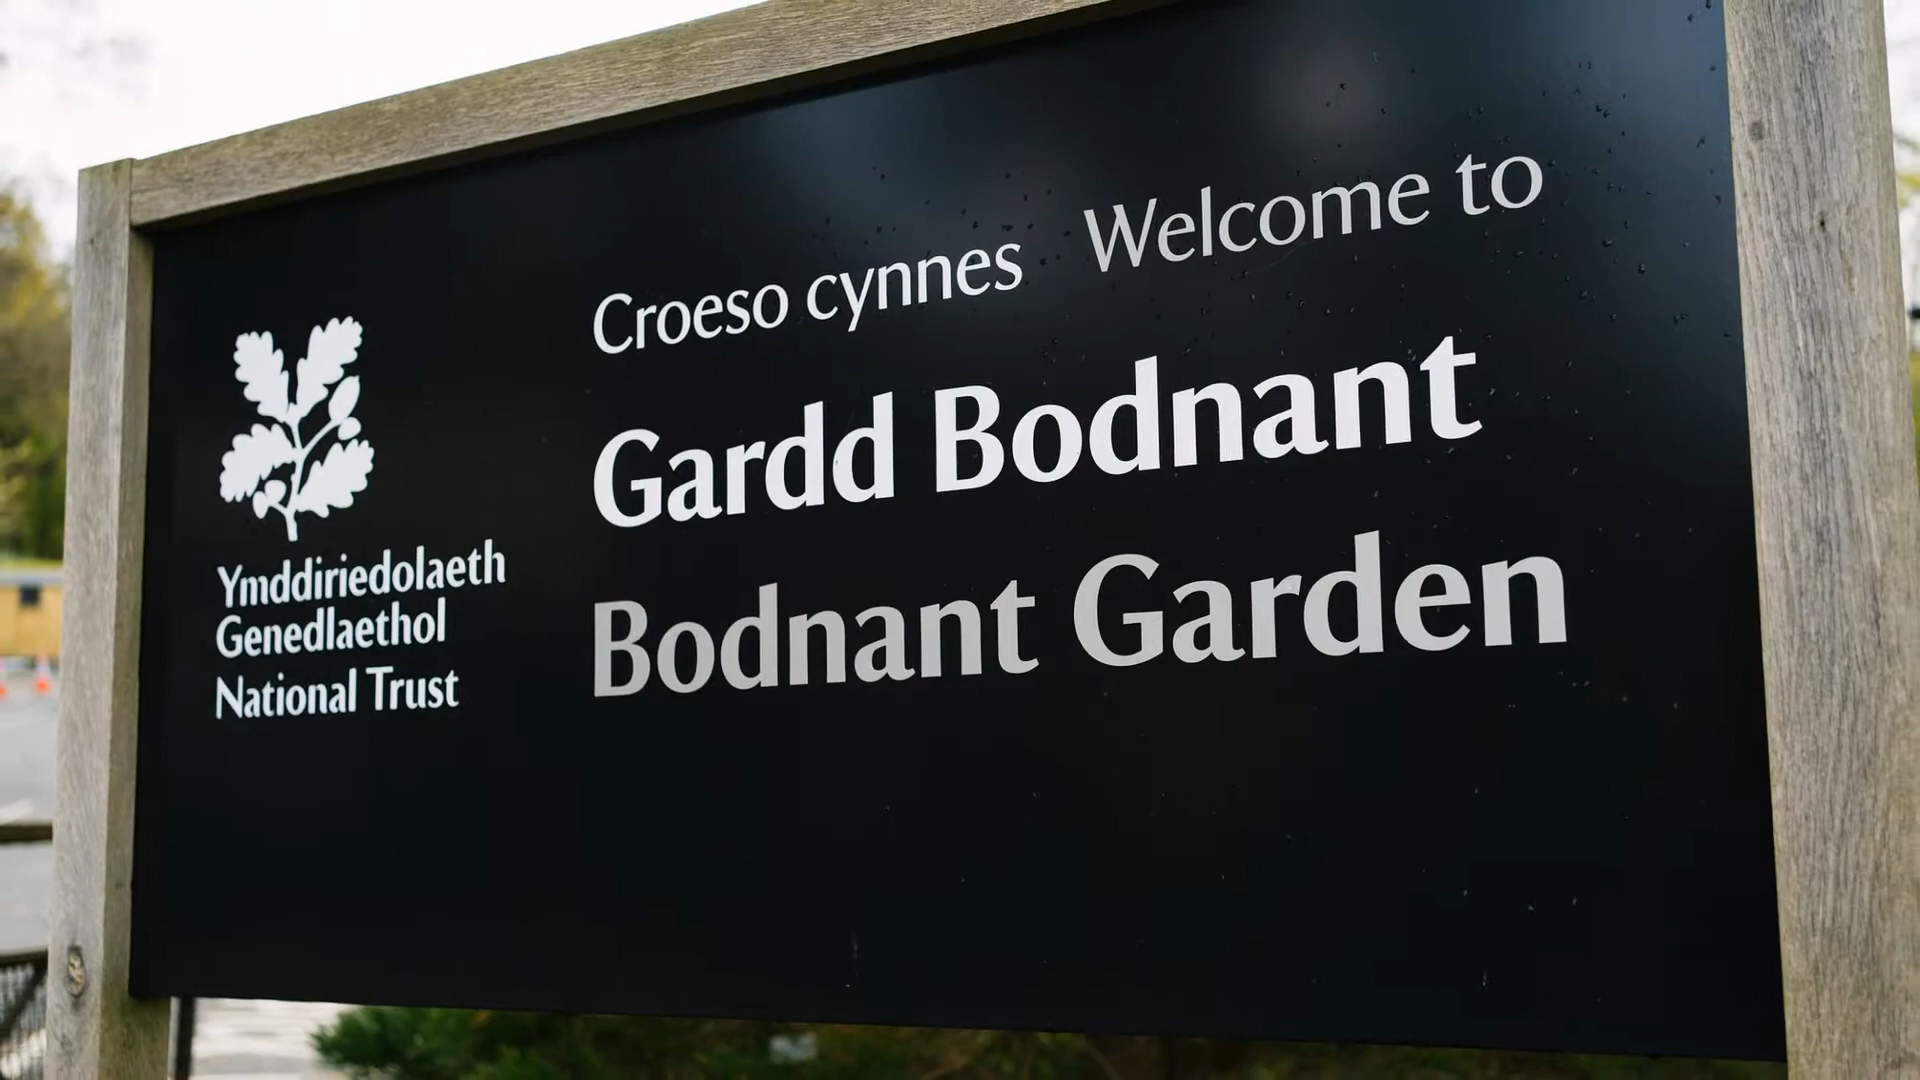 Croeso cynnes Welcome to
Gardd Bodnant
Bodnant Garden
Ymddiriedolaeth
Genedlaethol
National Trust